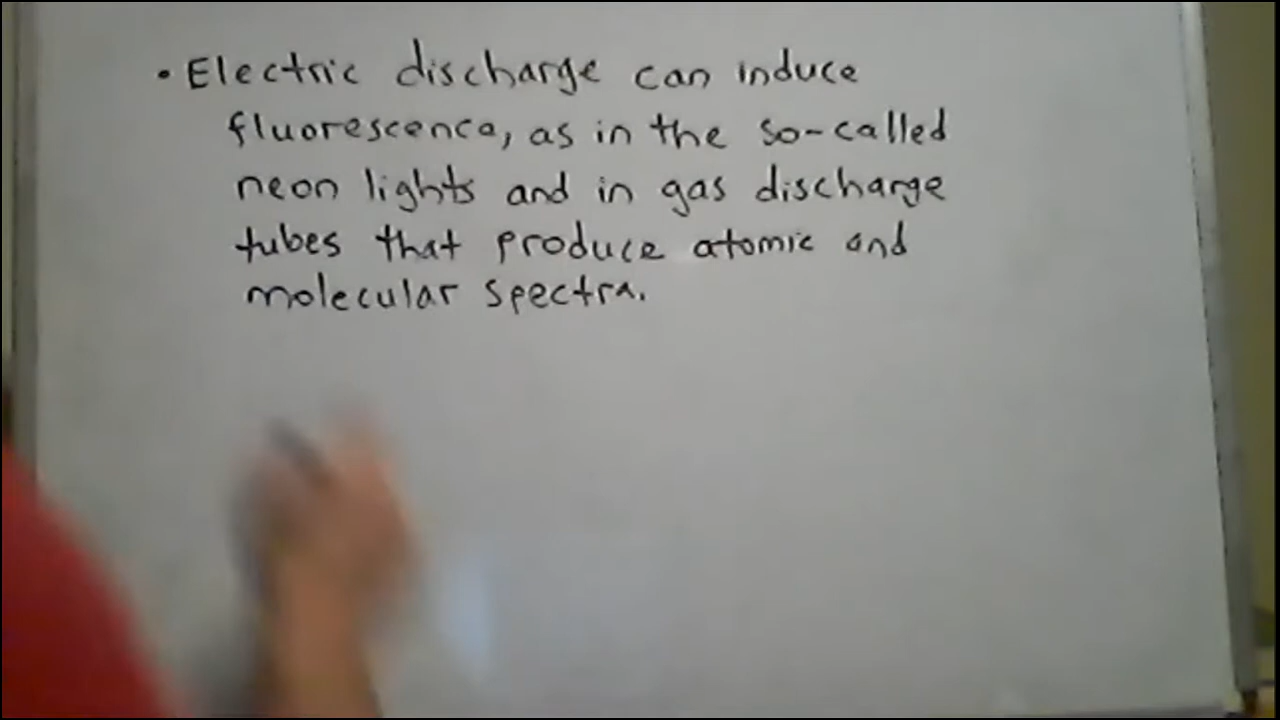 • Electric discharge can induce
fluorescence, as in the so-called
neon lights and in gas discharge
tubes that produce atomic and
molecular spectra.